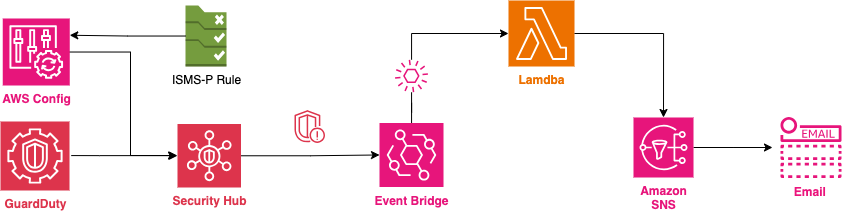 ISMS-P Rule
AWS Config
Lamdba
GuardDuty
Security Hub
Event Bridge
Amazon
SNS
EMAIL
Email